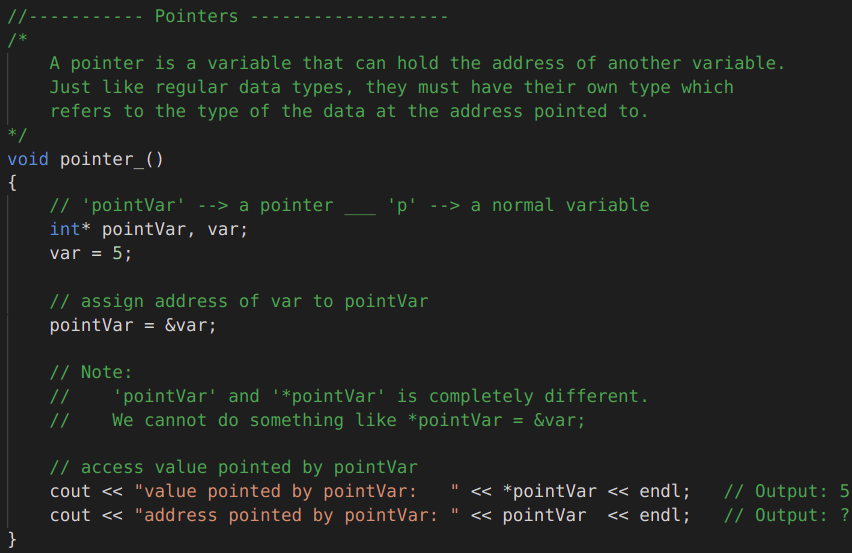 //----------- Pointers -------------------
/*
    A pointer is a variable that can hold the address of another variable.
    Just like regular data types, they must have their own type which
    refers to the type of the data at the address pointed to.
*/
void pointer_()
{
    // 'pointVar' --> a pointer ___ 'p' --> a normal variable
    int* pointVar, var;
    var = 5;

    // assign address of var to pointVar
    pointVar = &var;

    // Note:
    //    'pointVar' and '*pointVar' is completely different.
    //    We cannot do something like *pointVar = &var;

    // access value pointed by pointVar
    cout << "value pointed by pointVar:   " << *pointVar << endl;   // Output: 5
    cout << "address pointed by pointVar: " << pointVar  << endl;   // Output: ?
}